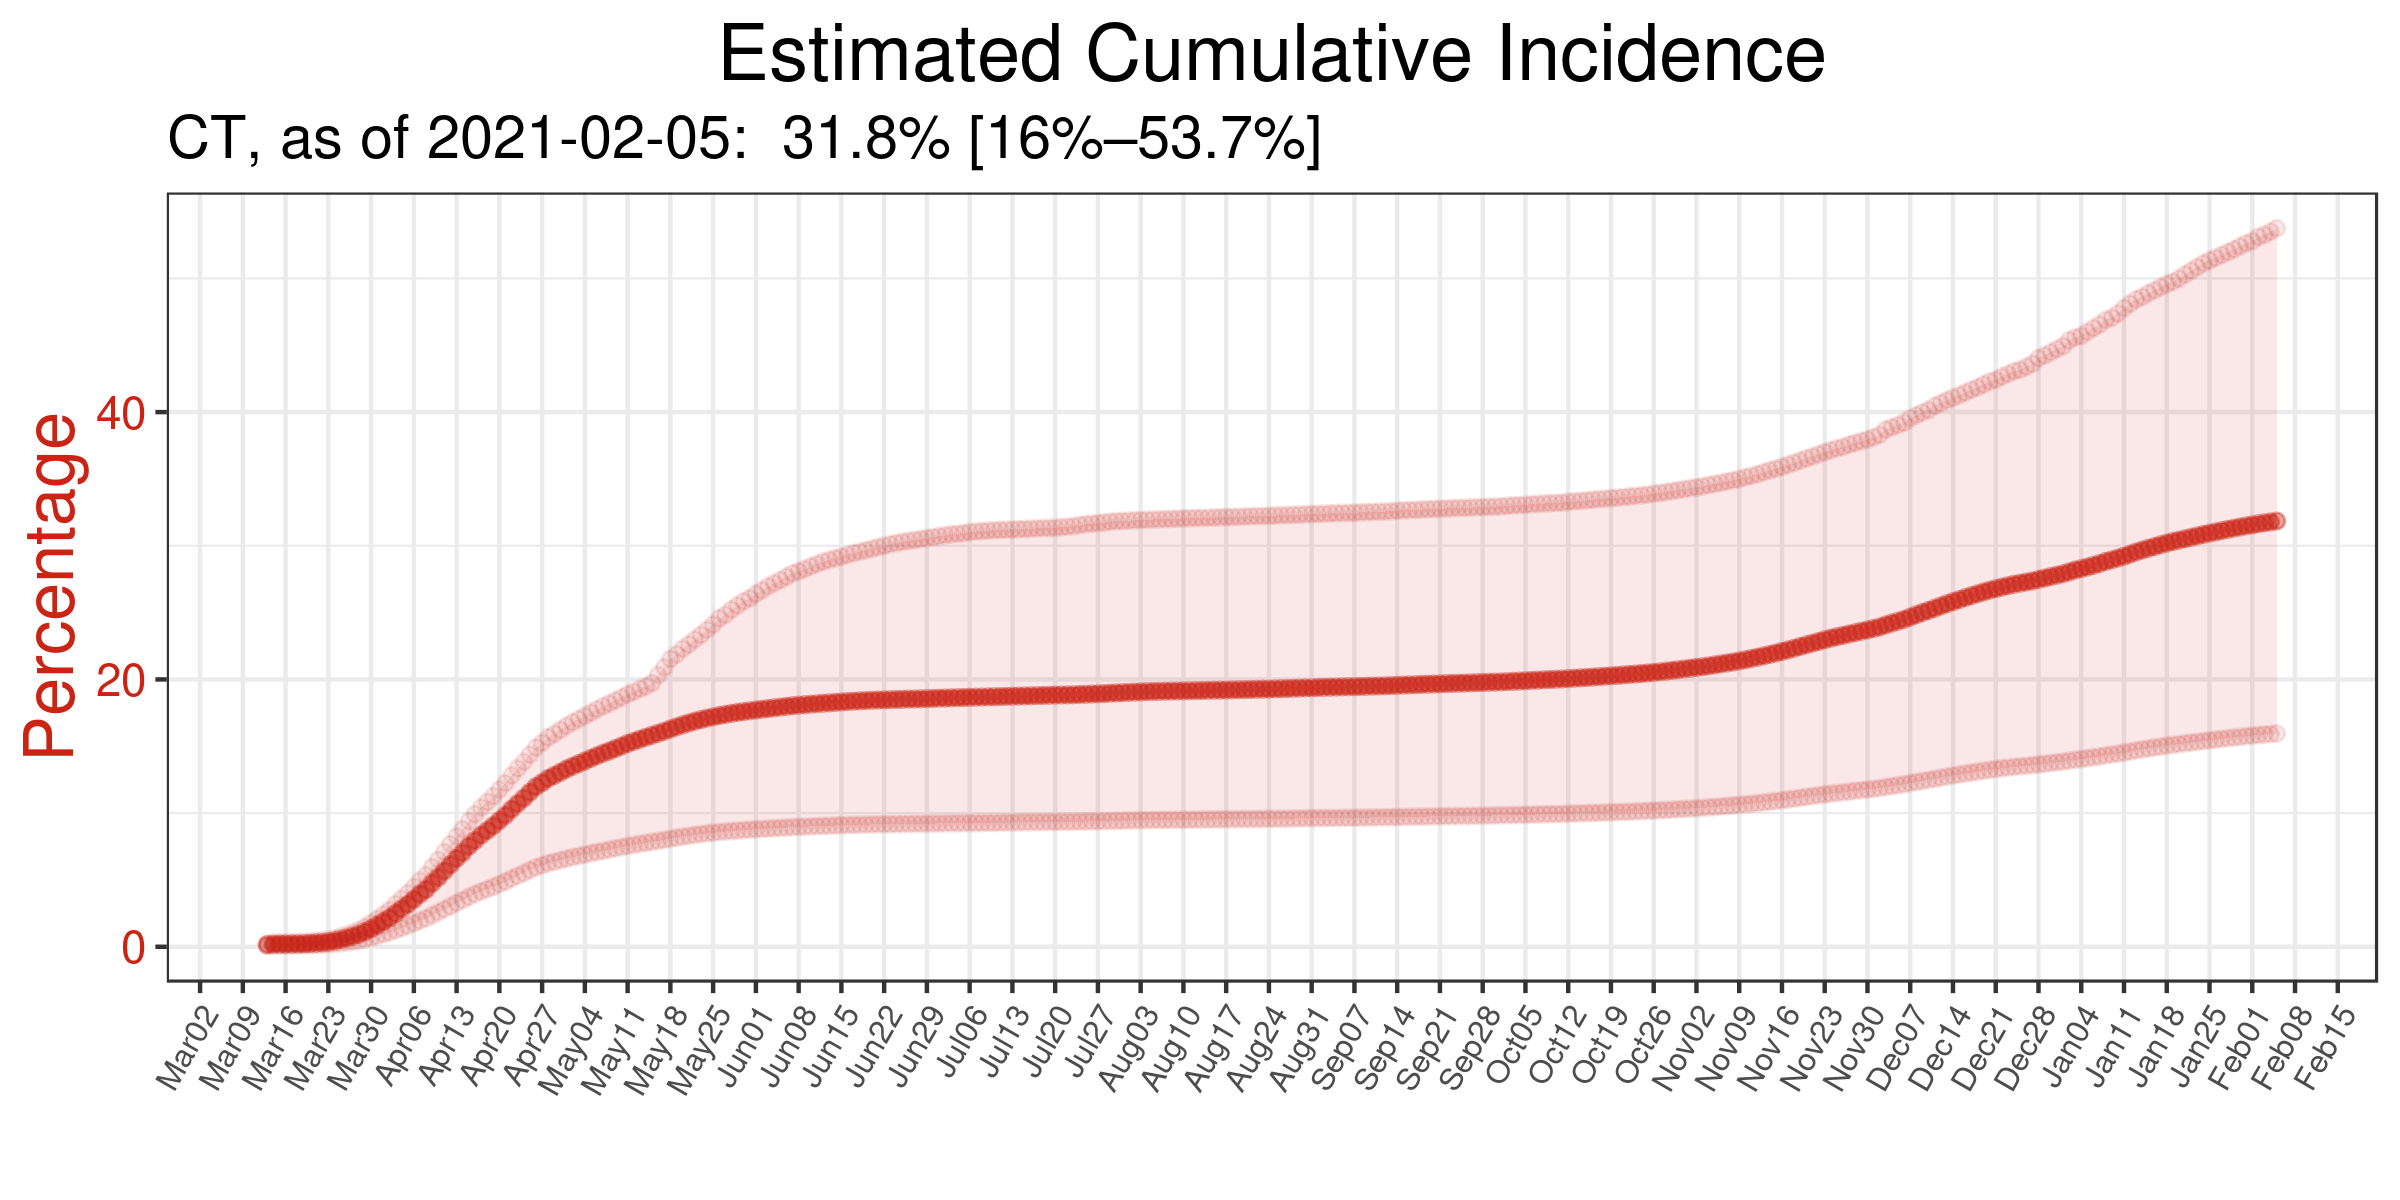 Estimated Cumulative Incidence
CT, as of 2021-02-05:  31.8% [16%–53.7%]
Percentage
40
20
0
Mar02
Mar09
Mar16
Mar23
Mar30
Apr06
Apr13
Apr20
Apr27
May04
May11
May18
May25
Jun01
Jun08
Jun15
Jun22
Jun29
Jul06
Jul13
Jul20
Jul27
Aug03
Aug10
Aug17
Aug24
Aug31
Sep07
Sep14
Sep21
Sep28
Oct05
Oct12
Oct19
Oct26
Nov02
Nov09
Nov16
Nov23
Nov30
Dec07
Dec14
Dec21
Dec28
Jan04
Jan11
Jan18
Jan25
Feb01
Feb08
Feb15